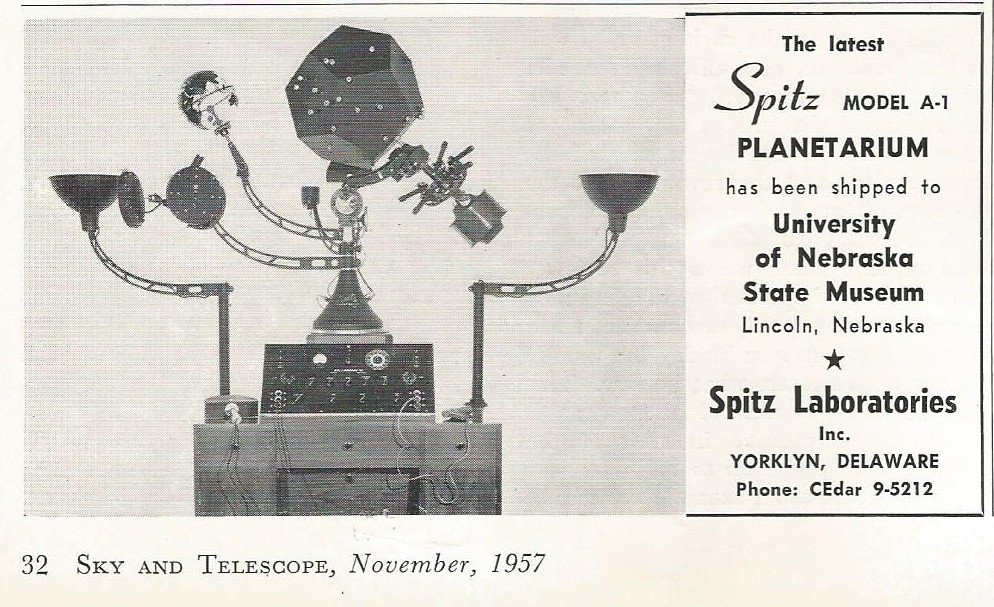 The latest
Spitz MODEL A-1
PLANETARIUM
has been shipped to
University
of Nebraska
State Museum
Lincoln, Nebraska
★
Spitz Laboratories
Inc.
YORKLYN, DELAWARE
Phone: CEdar 9-5212
32 SKY AND TELESCOPE, November, 1957